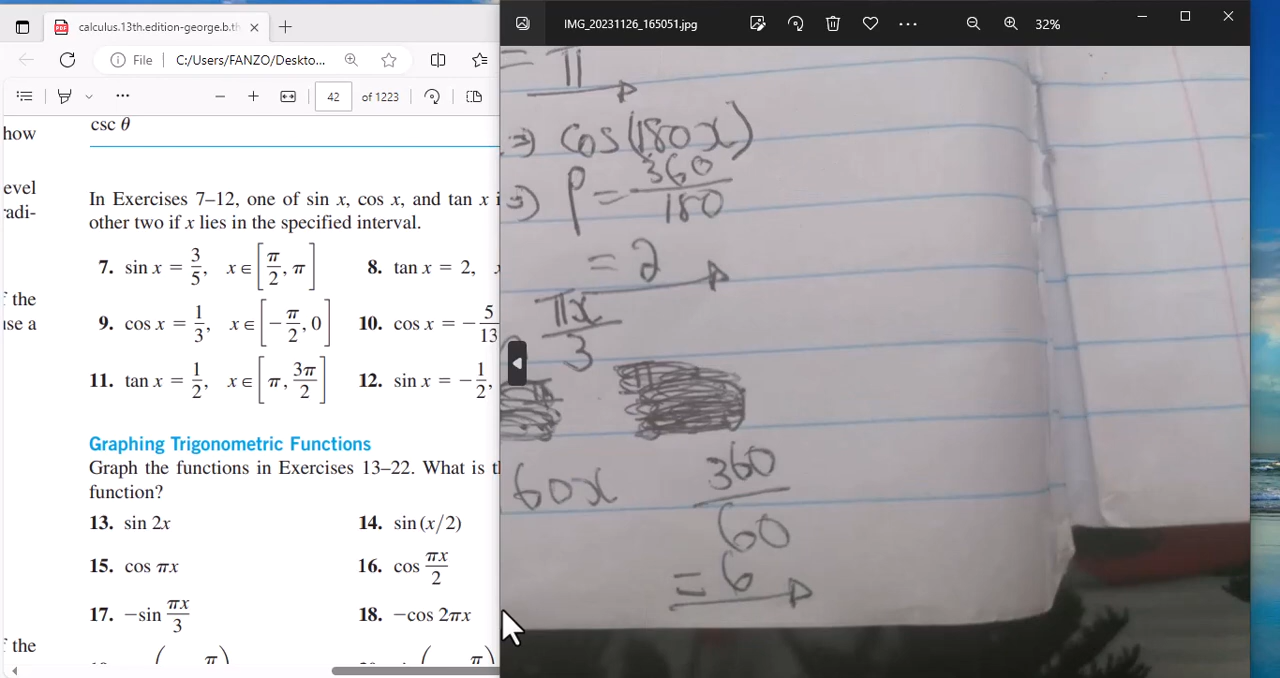 calculus.13th.edition-george.b.th
File C:/Users/FANZO/Deskto...
42 of 1223
how
csc θ
evel
radi-
In Exercises 7–12, one of sin x, cos x, and tan x i
other two if x lies in the specified interval.
7. sin x = 3/5, x ∈ [π/2, π] 8. tan x = 2, x
f the
use a
9. cos x = 1/3, x ∈ [−π/2, 0] 10. cos x = −5/13
11. tan x = 1/2, x ∈ [π, 3π/2] 12. sin x = −1/2,
Graphing Trigonometric Functions
Graph the functions in Exercises 13–22. What is t
function?
13. sin 2x 14. sin (x/2)
15. cos πx 16. cos πx/2
17. −sin πx/3 18. −cos 2πx
f the
π π
IMG_20231126_165051.jpg
32%
= π
⇒ cos(180x)
⇒ P = 360/180
= 2
πx/3
60x 360/60
= 6